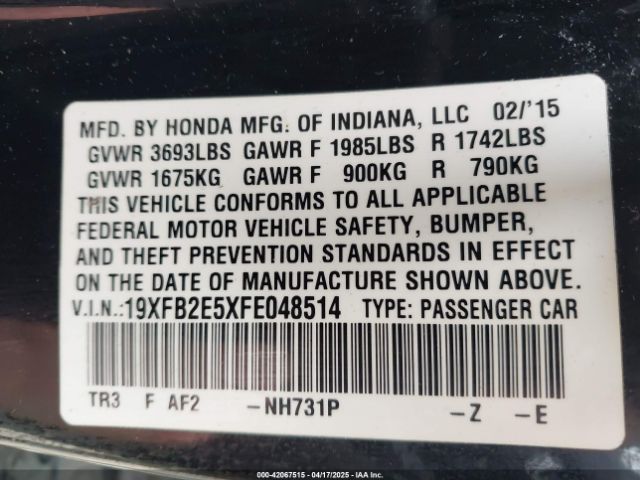 MFD. BY HONDA MFG. OF INDIANA, LLC 02/'15
GVWR 3693LBS GAWR F 1985LBS R 1742LBS
GVWR 1675KG GAWR F 900KG R 790KG
THIS VEHICLE CONFORMS TO ALL APPLICABLE
FEDERAL MOTOR VEHICLE SAFETY, BUMPER,
AND THEFT PREVENTION STANDARDS IN EFFECT
ON THE DATE OF MANUFACTURE SHOWN ABOVE.
V.I.N.:19XFB2E5XFE048514 TYPE: PASSENGER CAR
TR3 F AF2 –NH731P –Z –E
000-42067515 - 04/17/2025 - IAAI.COM